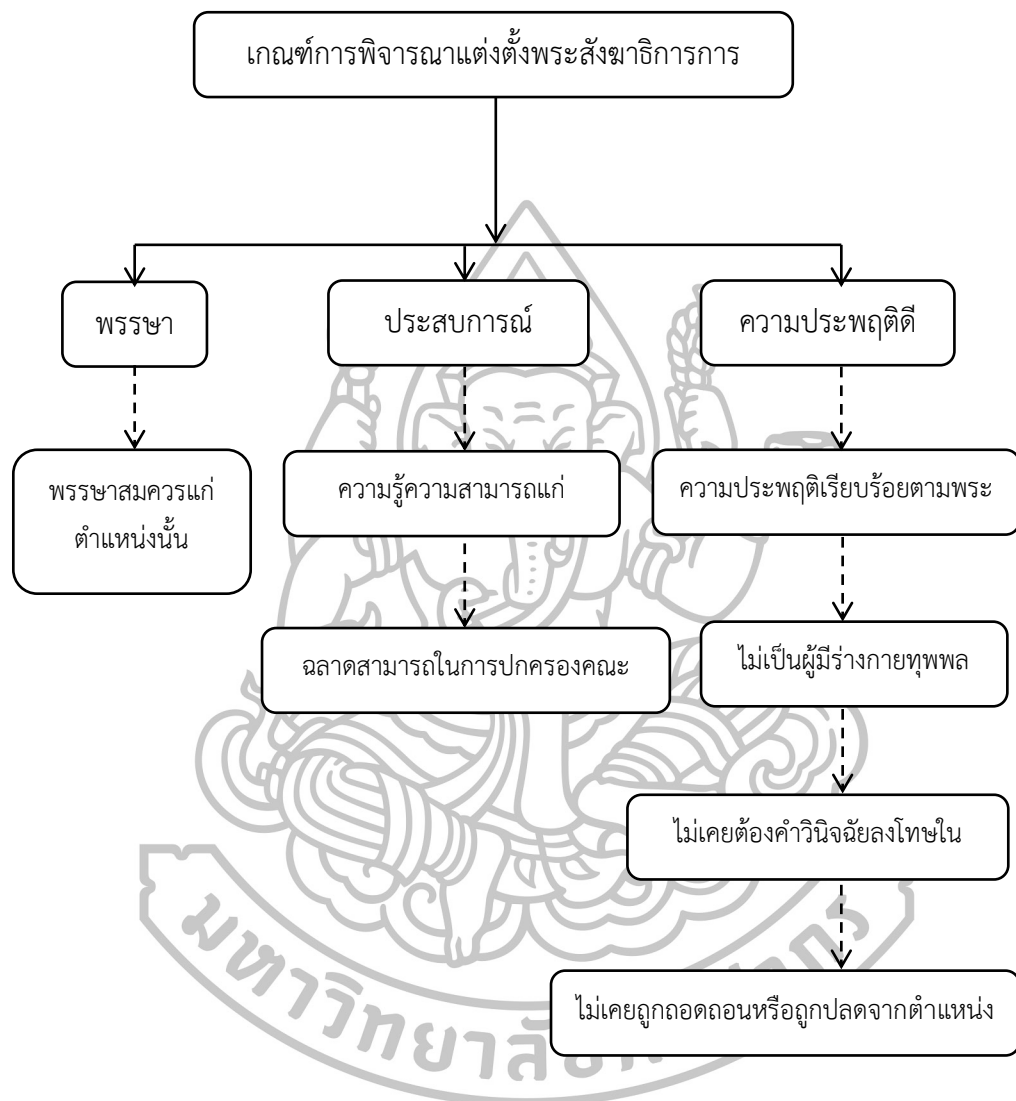 เกณฑ์การพิจารณาแต่งตั้งพระสังฆาธิการการ
พรรษา
ประสบการณ์
ความประพฤติดี
พรรษาสมควรแก่
ตำแหน่งนั้น
ความรู้ความสามารถแก่
ความประพฤติเรียบร้อยตามพระ
ฉลาดสามารถในการปกครองคณะ
ไม่เป็นผู้มีร่างกายทุพพล
ไม่เคยต้องคำวินิจฉัยลงโทษใน
ไม่เคยถูกถอดถอนหรือถูกปลดจากตำแหน่ง